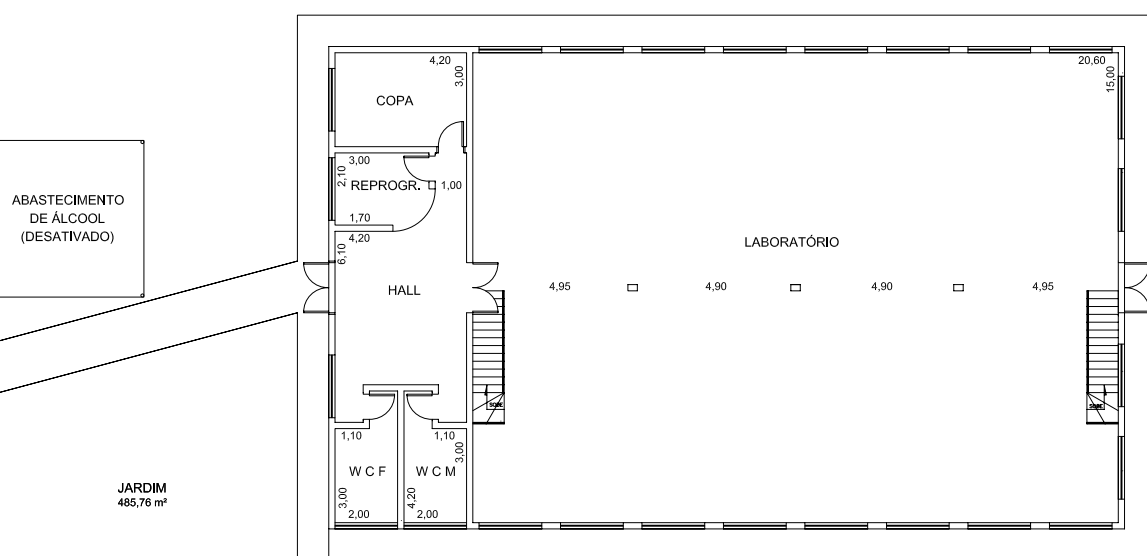 4,20
3,00
20,60
15,00
COPA
3,00
2,10
REPROGR.
1,00
1,70
ABASTECIMENTO
DE ÁLCOOL
(DESATIVADO)
4,20
6,10
HALL
LABORATÓRIO
4,95
4,90
4,90
4,95
SOBE
SOBE
1,10
1,10
3,00
W C F
W C M
3,00
4,20
2,00
2,00
JARDIM
485,76 m²